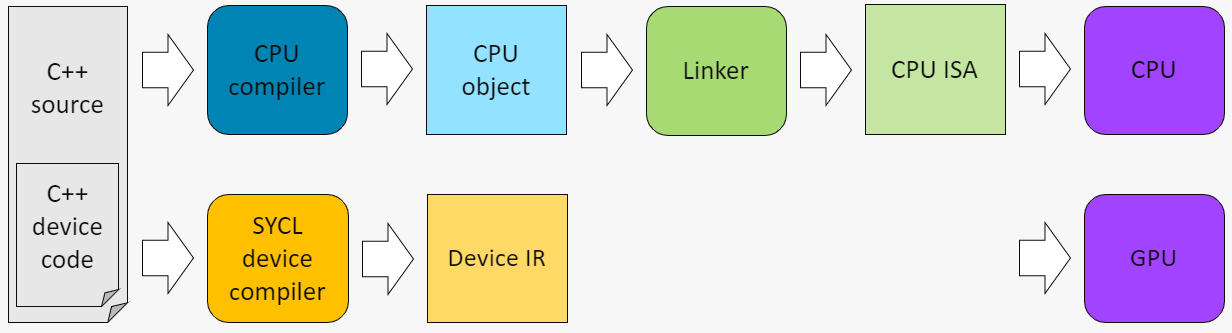 C++
source
CPU
compiler
CPU
object
Linker
CPU ISA
CPU
C++
device
code
SYCL
device
compiler
Device IR
GPU